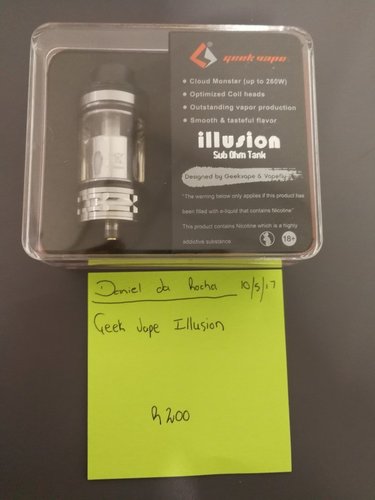 geek vape
• Cloud Monster (up to 260W)
• Optimized Coil heads
• Outstanding vapor production
• Smooth & tasteful flavor
illusion
Sub Ohm Tank
Designed by Geekvape & Vapefly
"The warning below only applies if this product has
been filled with e-liquid that contains Nicotine"
This product contains Nicotine which is a highly
addictive substance.
18+
Daniel da Rocha 10/5/17
Geek Vape Illusion
R200